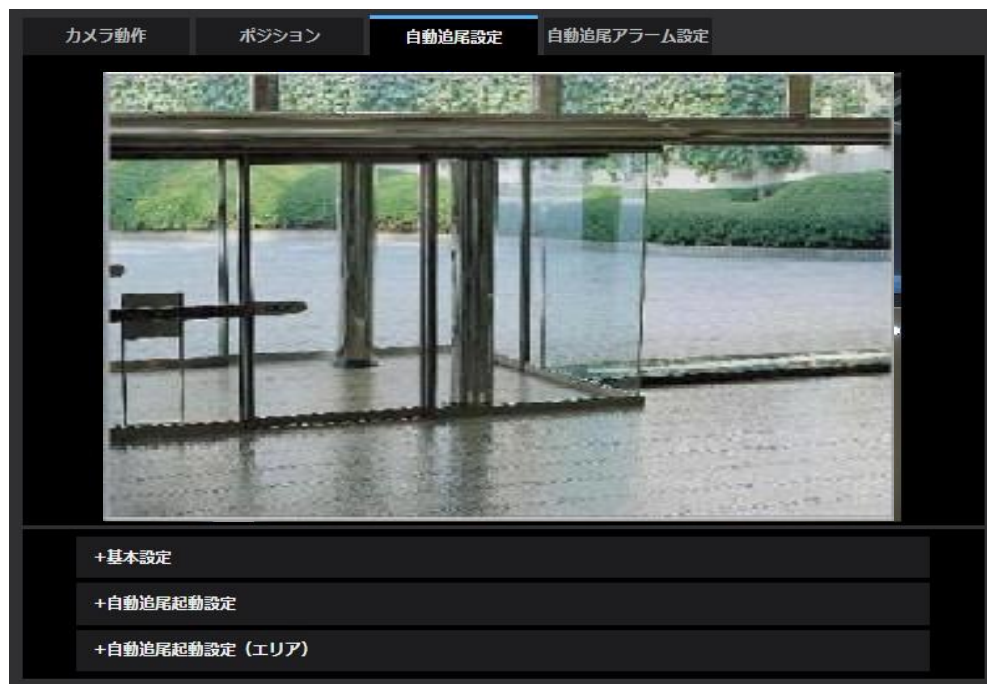 カメラ動作
ポジション
自動追尾設定
自動追尾アラーム設定
+基本設定
+自動追尾起動設定
+自動追尾起動設定（エリア）